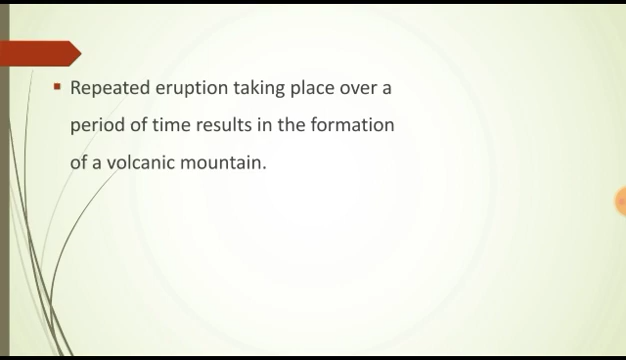 Repeated eruption taking place over a
period of time results in the formation
of a volcanic mountain.